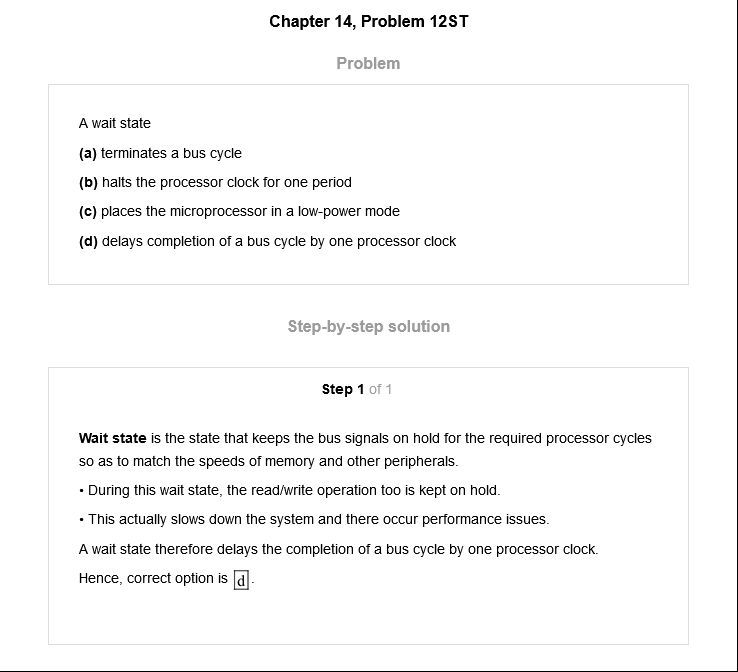 Chapter 14, Problem 12ST
Problem
A wait state
(a) terminates a bus cycle
(b) halts the processor clock for one period
(c) places the microprocessor in a low-power mode
(d) delays completion of a bus cycle by one processor clock
Step-by-step solution
Step 1 of 1
Wait state is the state that keeps the bus signals on hold for the required processor cycles
so as to match the speeds of memory and other peripherals.
• During this wait state, the read/write operation too is kept on hold.
• This actually slows down the system and there occur performance issues.
A wait state therefore delays the completion of a bus cycle by one processor clock.
Hence, correct option is d.